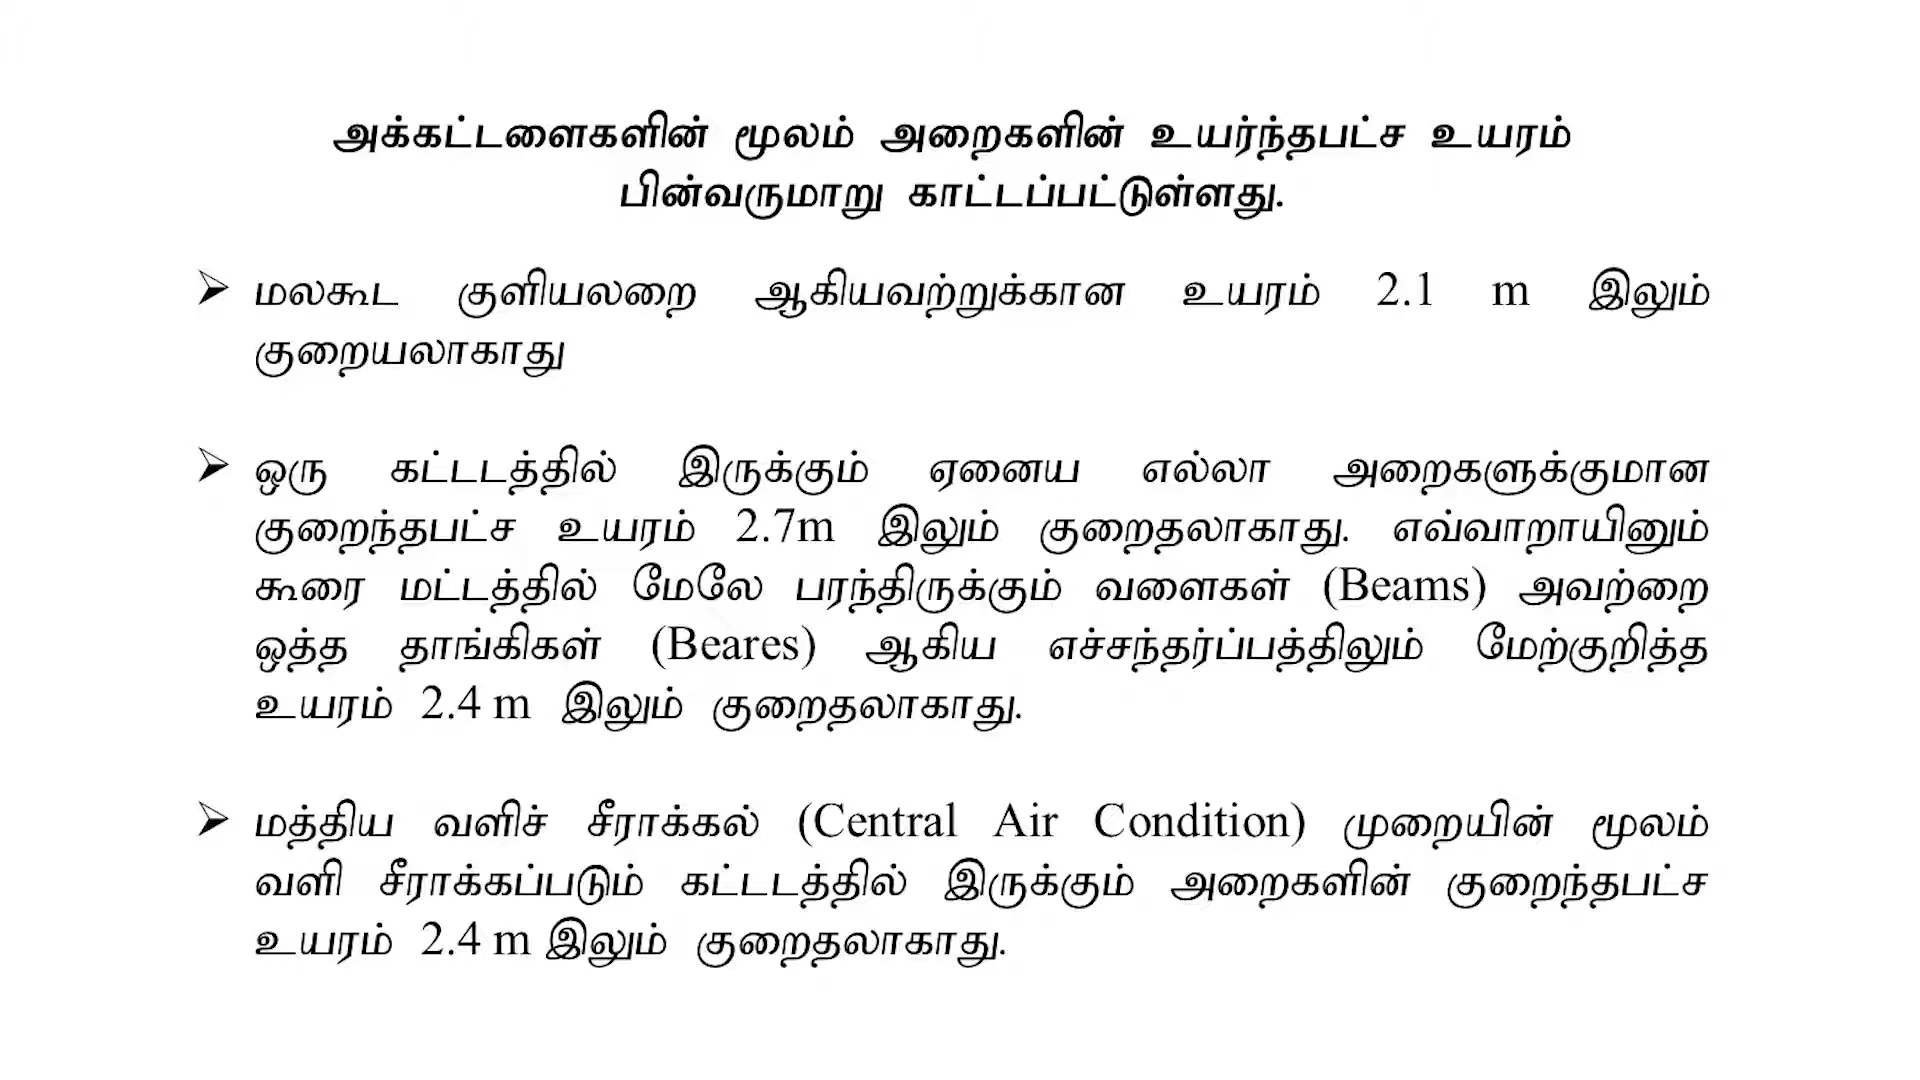 அக்கட்டளைகளின் மூலம் அறைகளின் உயர்ந்தபட்ச உயரம்
பின்வருமாறு காட்டப்பட்டுள்ளது.
➢ மலகூட குளியலறை ஆகியவற்றுக்கான உயரம் 2.1 m இலும்
குறையலாகாது
➢ ஒரு கட்டடத்தில் இருக்கும் ஏனைய எல்லா அறைகளுக்குமான
குறைந்தபட்ச உயரம் 2.7m இலும் குறைதலாகாது. எவ்வாறாயினும்
கூரை மட்டத்தில் மேலே பரந்திருக்கும் வளைகள் (Beams) அவற்றை
ஒத்த தாங்கிகள் (Beares) ஆகிய எச்சந்தர்ப்பத்திலும் மேற்குறித்த
உயரம் 2.4 m இலும் குறைதலாகாது.
➢ மத்திய வளிச் சீராக்கல் (Central Air Condition) முறையின் மூலம்
வளி சீராக்கப்படும் கட்டடத்தில் இருக்கும் அறைகளின் குறைந்தபட்ச
உயரம் 2.4 m இலும் குறைதலாகாது.